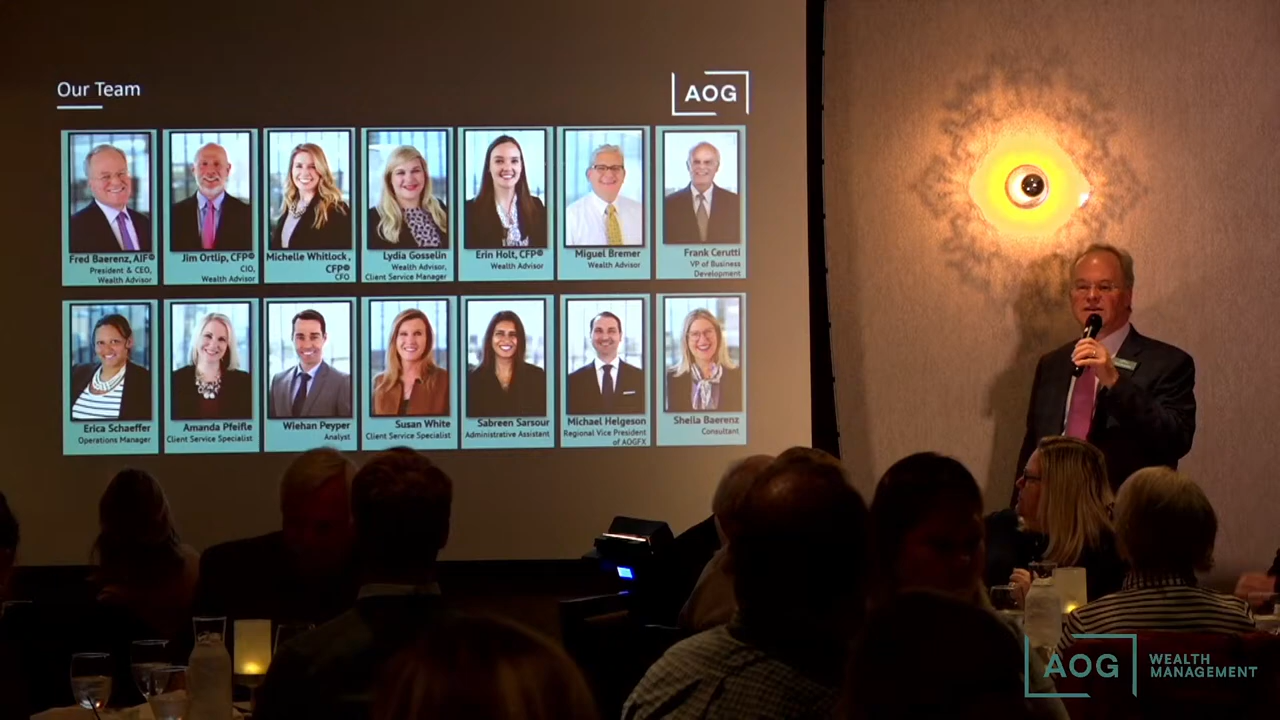 Our Team
AOG
Fred Baerenz, AIF®
President & CEO,
Wealth Advisor
Jim Ortlip, CFP®
CIO,
Wealth Advisor
Michelle Whitlock,
CFP®
CFO
Lydia Gosselin
Wealth Advisor,
Client Service Manager
Erin Holt, CFP®
Wealth Advisor
Miguel Bremer
Wealth Advisor
Frank Cerutti
VP of Business
Development
Erica Schaeffer
Operations Manager
Amanda Pfeifle
Client Service Specialist
Wiehan Peyper
Analyst
Susan White
Client Service Specialist
Sabreen Sarsour
Administrative Assistant
Michael Helgeson
Regional Vice President
of AOGFX
Sheila Baerenz
Consultant
AOG
WEALTH
MANAGEMENT